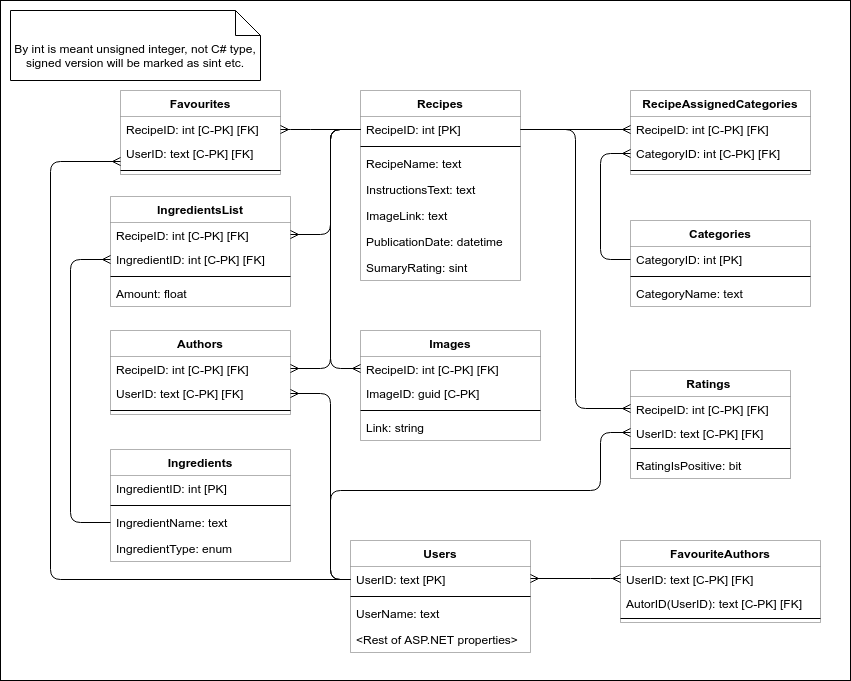 By int is meant unsigned integer, not C# type,
signed version will be marked as sint etc.
Favourites
RecipeID: int [C-PK] [FK]
UserID: text [C-PK] [FK]
Recipes
RecipeID: int [PK]
RecipeName: text
InstructionsText: text
ImageLink: text
PublicationDate: datetime
SumaryRating: sint
RecipeAssignedCategories
RecipeID: int [C-PK] [FK]
CategoryID: int [C-PK] [FK]
IngredientsList
RecipeID: int [C-PK] [FK]
IngredientID: int [C-PK] [FK]
Amount: float
Categories
CategoryID: int [PK]
CategoryName: text
Authors
RecipeID: int [C-PK] [FK]
UserID: text [C-PK] [FK]
Images
RecipeID: int [C-PK] [FK]
ImageID: guid [C-PK]
Link: string
Ratings
RecipeID: int [C-PK] [FK]
UserID: text [C-PK] [FK]
RatingIsPositive: bit
Ingredients
IngredientID: int [PK]
IngredientName: text
IngredientType: enum
Users
UserID: text [PK]
UserName: text
<Rest of ASP.NET properties>
FavouriteAuthors
UserID: text [C-PK] [FK]
AutorID(UserID): text [C-PK] [FK]